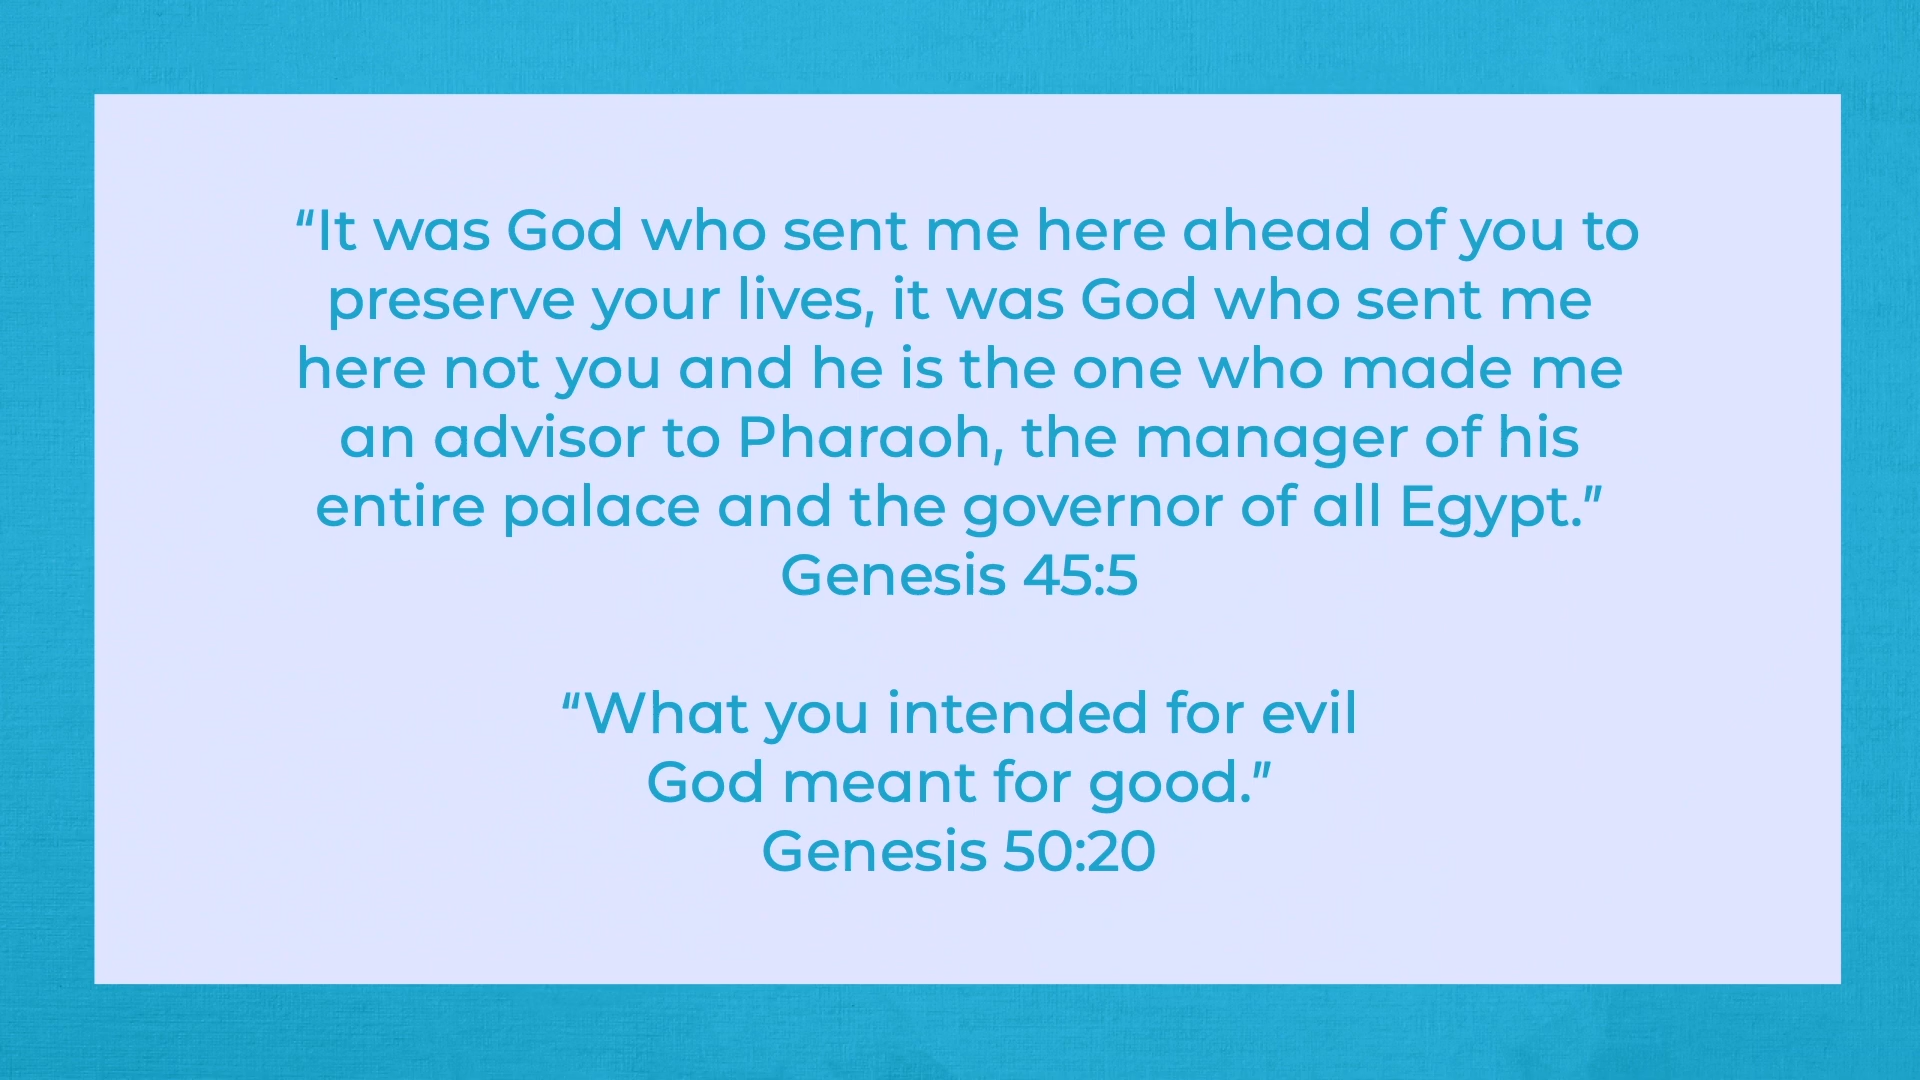 “It was God who sent me here ahead of you to
preserve your lives, it was God who sent me
here not you and he is the one who made me
an advisor to Pharaoh, the manager of his
entire palace and the governor of all Egypt.”
Genesis 45:5
“What you intended for evil
God meant for good.”
Genesis 50:20